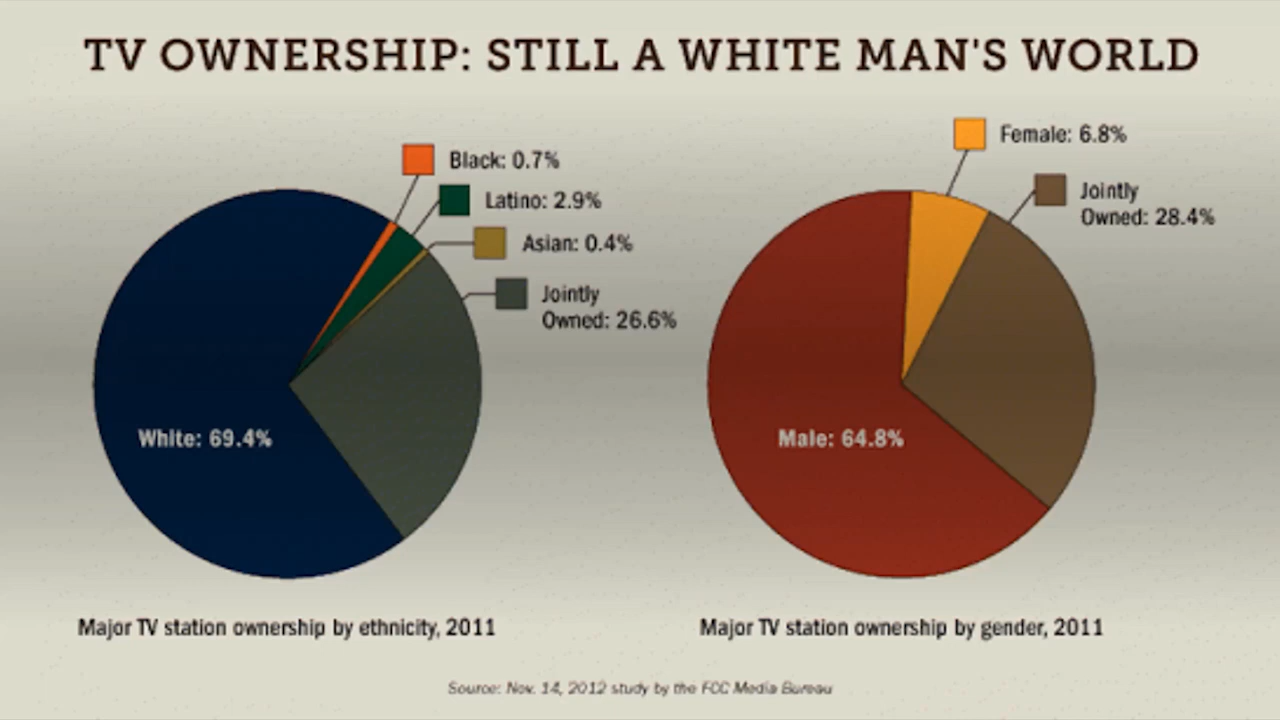 TV OWNERSHIP: STILL A WHITE MAN'S WORLD
Black: 0.7%
Latino: 2.9%
Asian: 0.4%
Jointly
Owned: 26.6%
White: 69.4%
Major TV station ownership by ethnicity, 2011
Female: 6.8%
Jointly
Owned: 28.4%
Male: 64.8%
Major TV station ownership by gender, 2011
Source: Nov. 14, 2012 study by the FCC Media Bureau